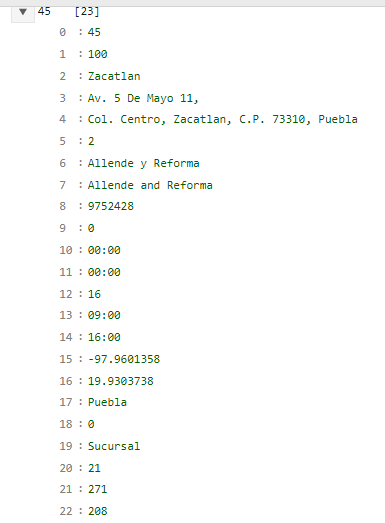 ▼ 45 [23]
0 : 45
1 : 100
2 : Zacatlan
3 : Av. 5 De Mayo 11,
4 : Col. Centro, Zacatlan, C.P. 73310, Puebla
5 : 2
6 : Allende y Reforma
7 : Allende and Reforma
8 : 9752428
9 : 0
10 : 00:00
11 : 00:00
12 : 16
13 : 09:00
14 : 16:00
15 : -97.9601358
16 : 19.9303738
17 : Puebla
18 : 0
19 : Sucursal
20 : 21
21 : 271
22 : 208